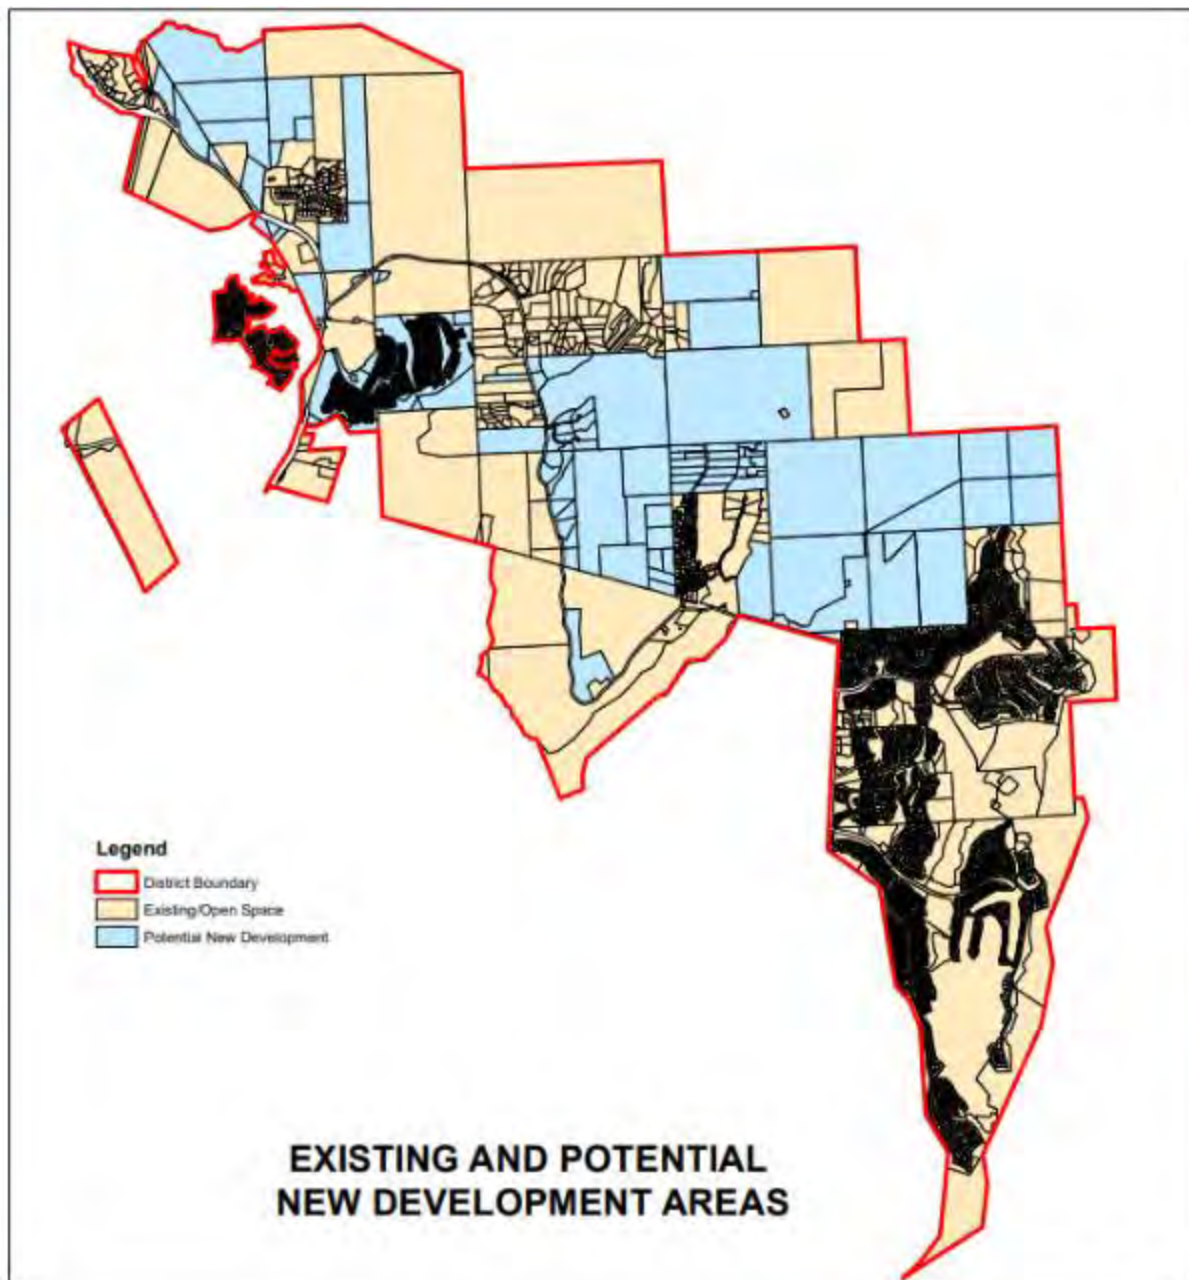 Legend
District Boundary
Existing/Open Space
Potential New Development
EXISTING AND POTENTIAL
NEW DEVELOPMENT AREAS